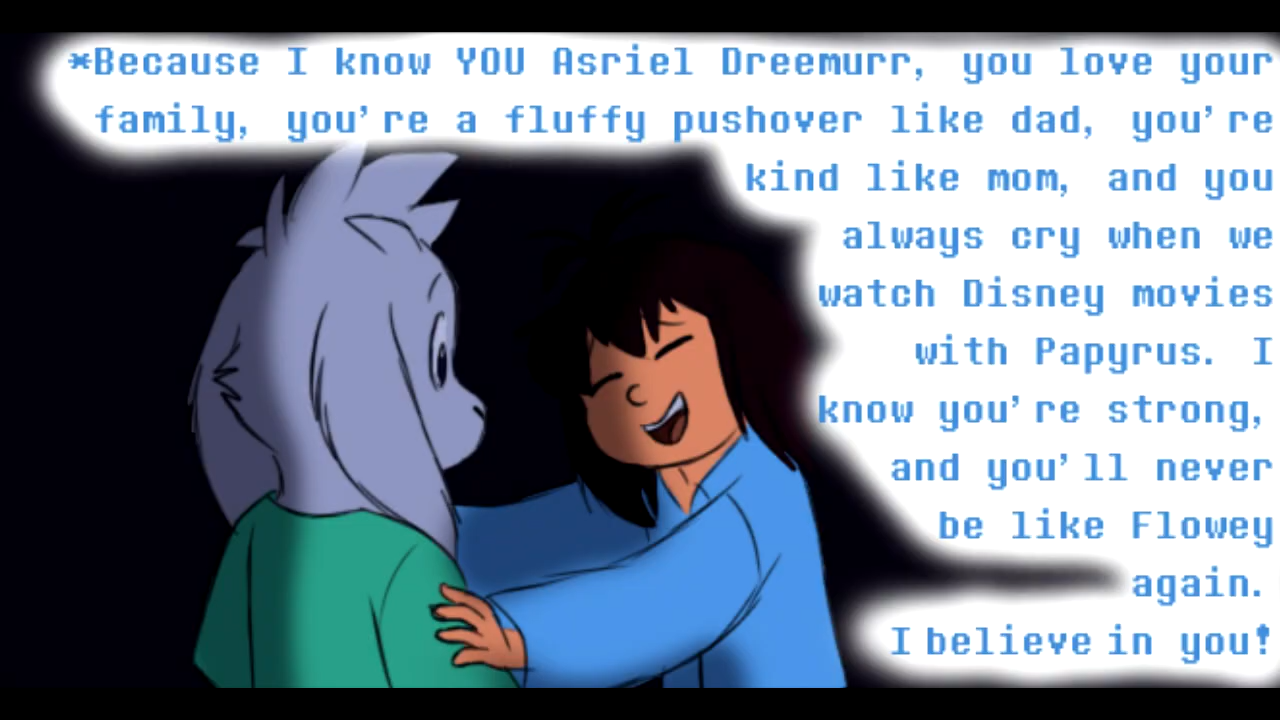 *Because I know YOU Asriel Dreemurr, you love your
family, you're a fluffy pushover like dad, you're
kind like mom, and you
always cry when we
watch Disney movies
with Papyrus. I
know you're strong,
and you'll never
be like Flowey
again.
I believe in you!